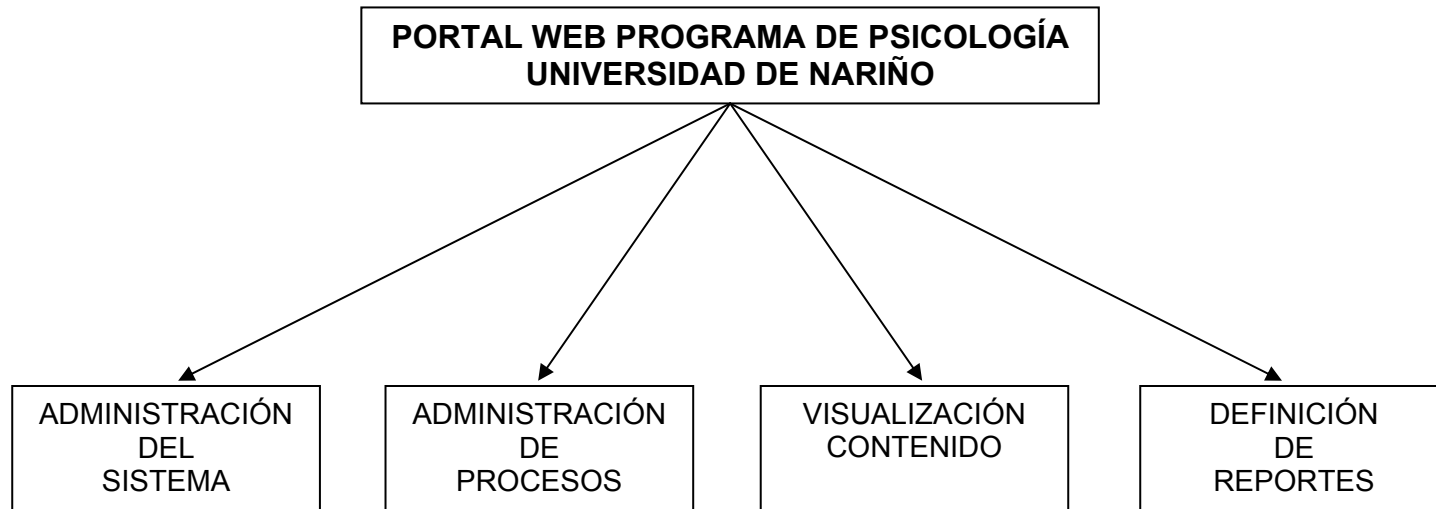 PORTAL WEB PROGRAMA DE PSICOLOGÍA
UNIVERSIDAD DE NARIÑO
ADMINISTRACIÓN
DEL
SISTEMA
ADMINISTRACIÓN
DE
PROCESOS
VISUALIZACIÓN
CONTENIDO
DEFINICIÓN
DE
REPORTES